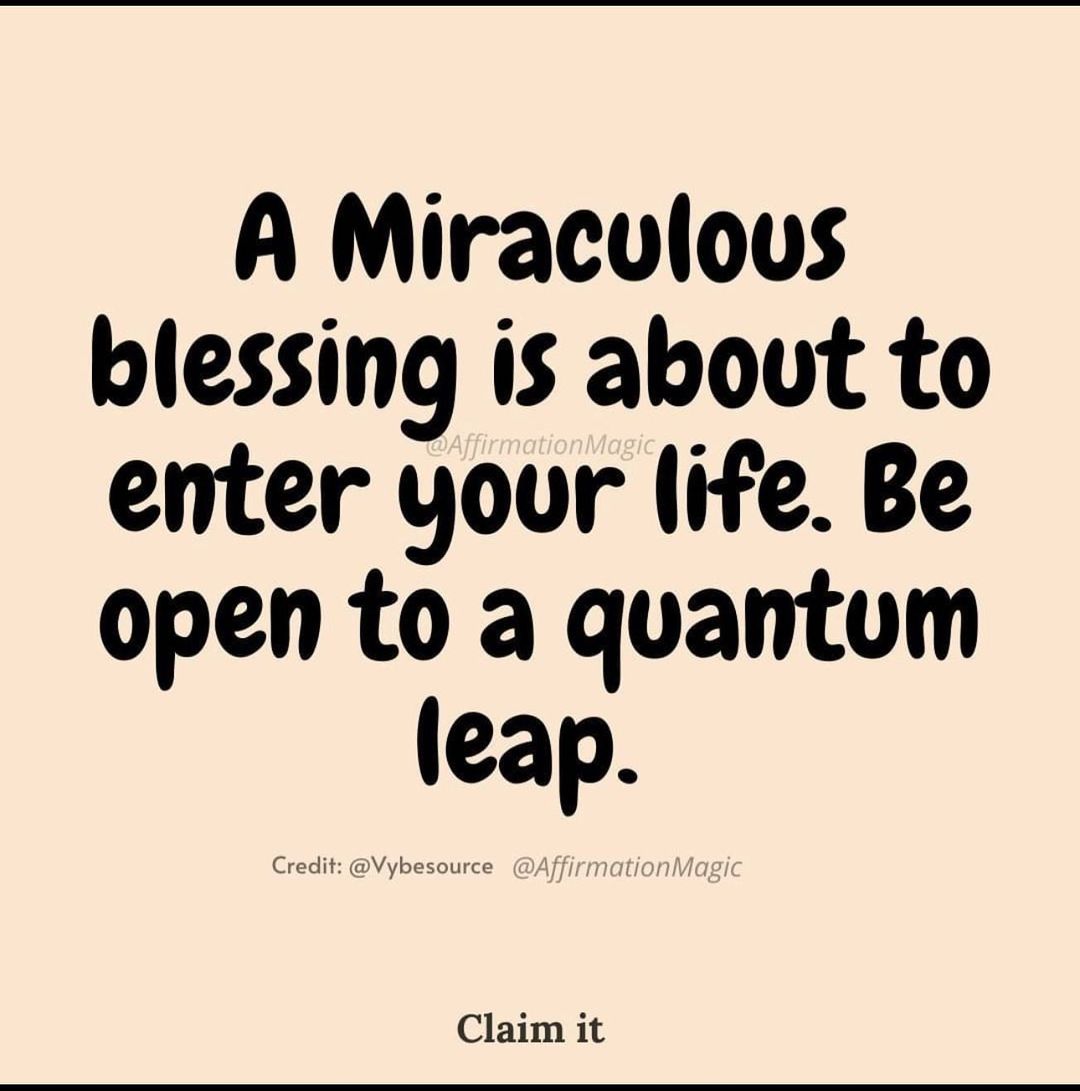 A Miraculous
blessing is about to
@AffirmationMagic
enter your life. Be
open to a quantum
leap.
Credit: @Vybesource @AffirmationMagic
Claim it